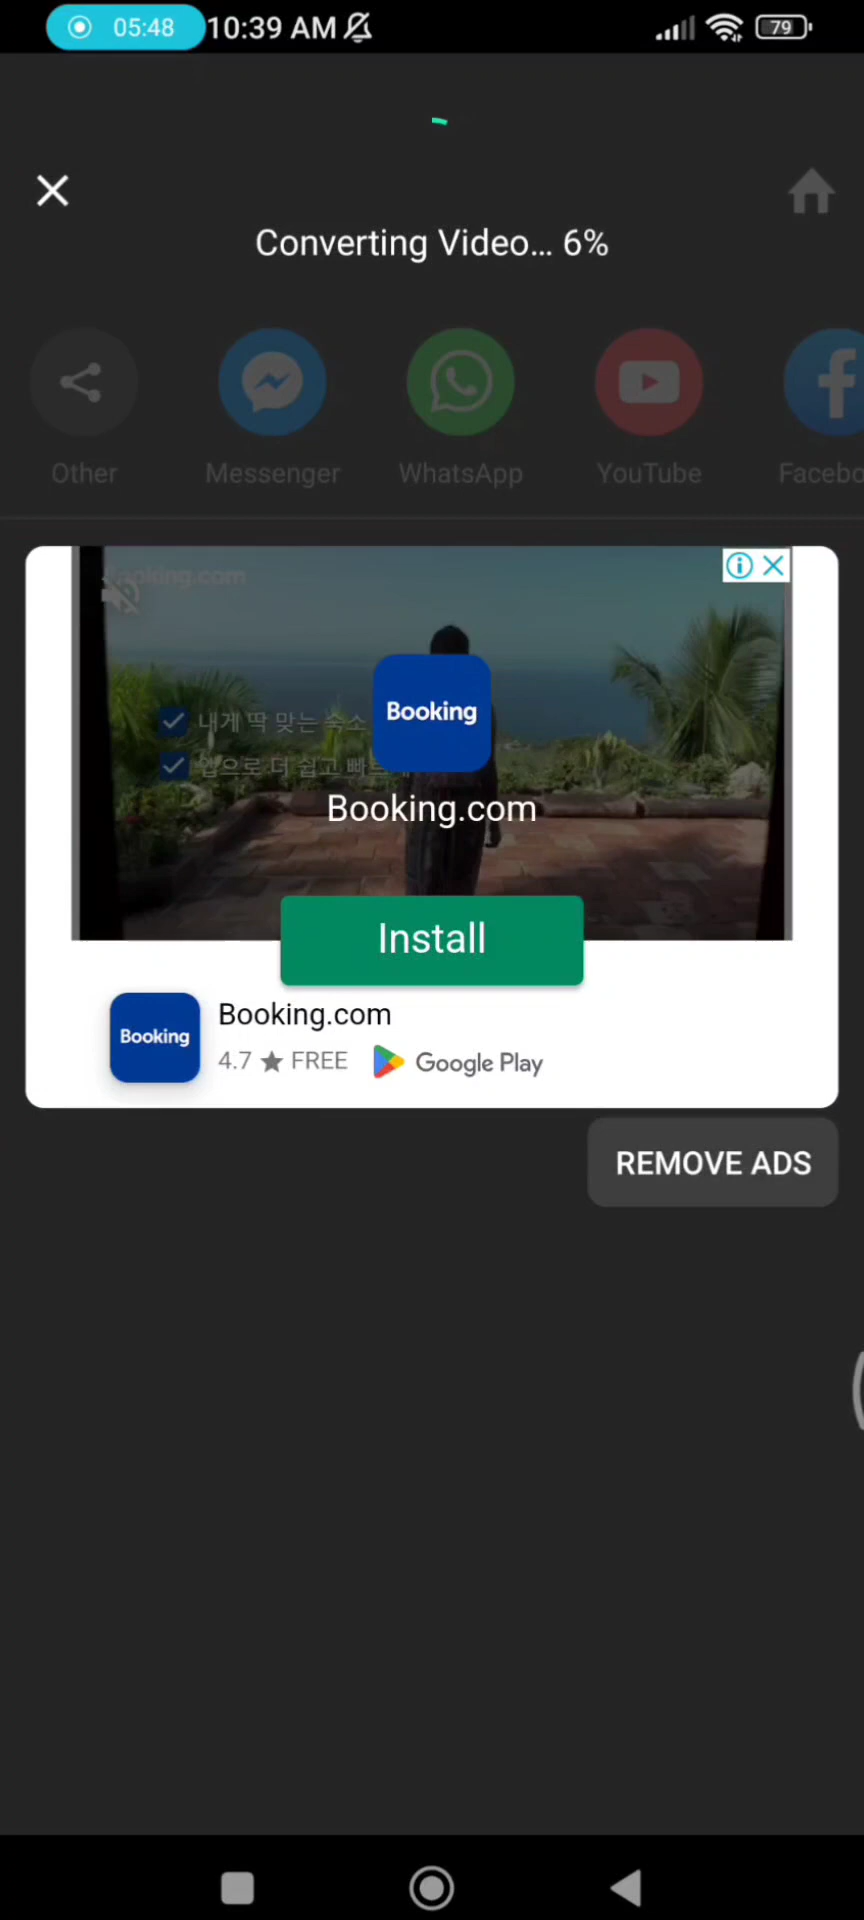 05:48 10:39 AM 79
Converting Video... 6%
Other Messenger WhatsApp YouTube Facebo
Booking.com
내게 딱 맞는 숙소
앱으로 더 쉽고 빠르
Booking
Booking.com
Install
Booking
Booking.com
4.7 ★ FREE Google Play
REMOVE ADS